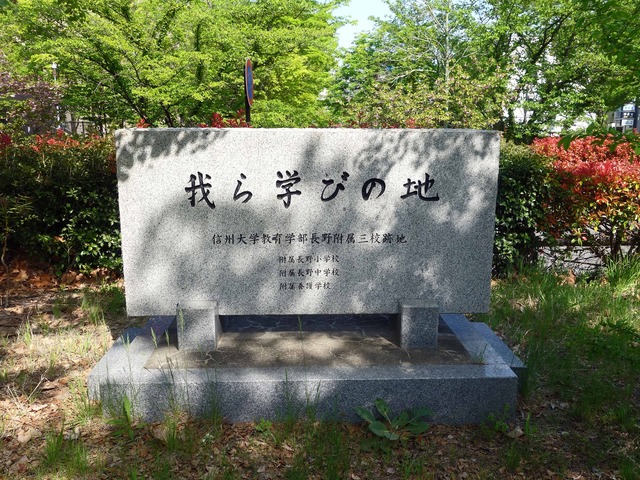 我ら学びの地
信州大学教育学部長野附属三校跡地
附属長野小学校
附属長野中学校
附属養護学校